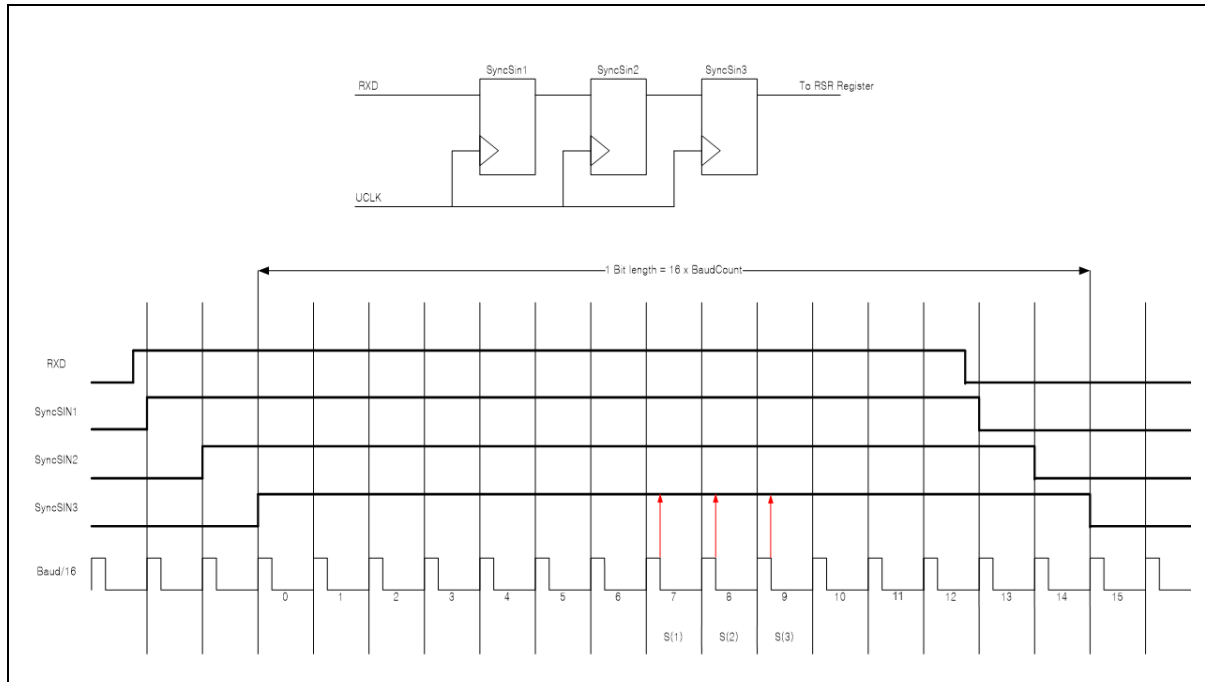 SyncSin1 SyncSin2 SyncSin3
RXD To RSR Register
UCLK
1 Bit length = 16 x BaudCount
RXD
SyncSIN1
SyncSIN2
SyncSIN3
Baud/16
0 1 2 3 4 5 6 7 8 9 10 11 12 13 14 15
S(1) S(2) S(3)